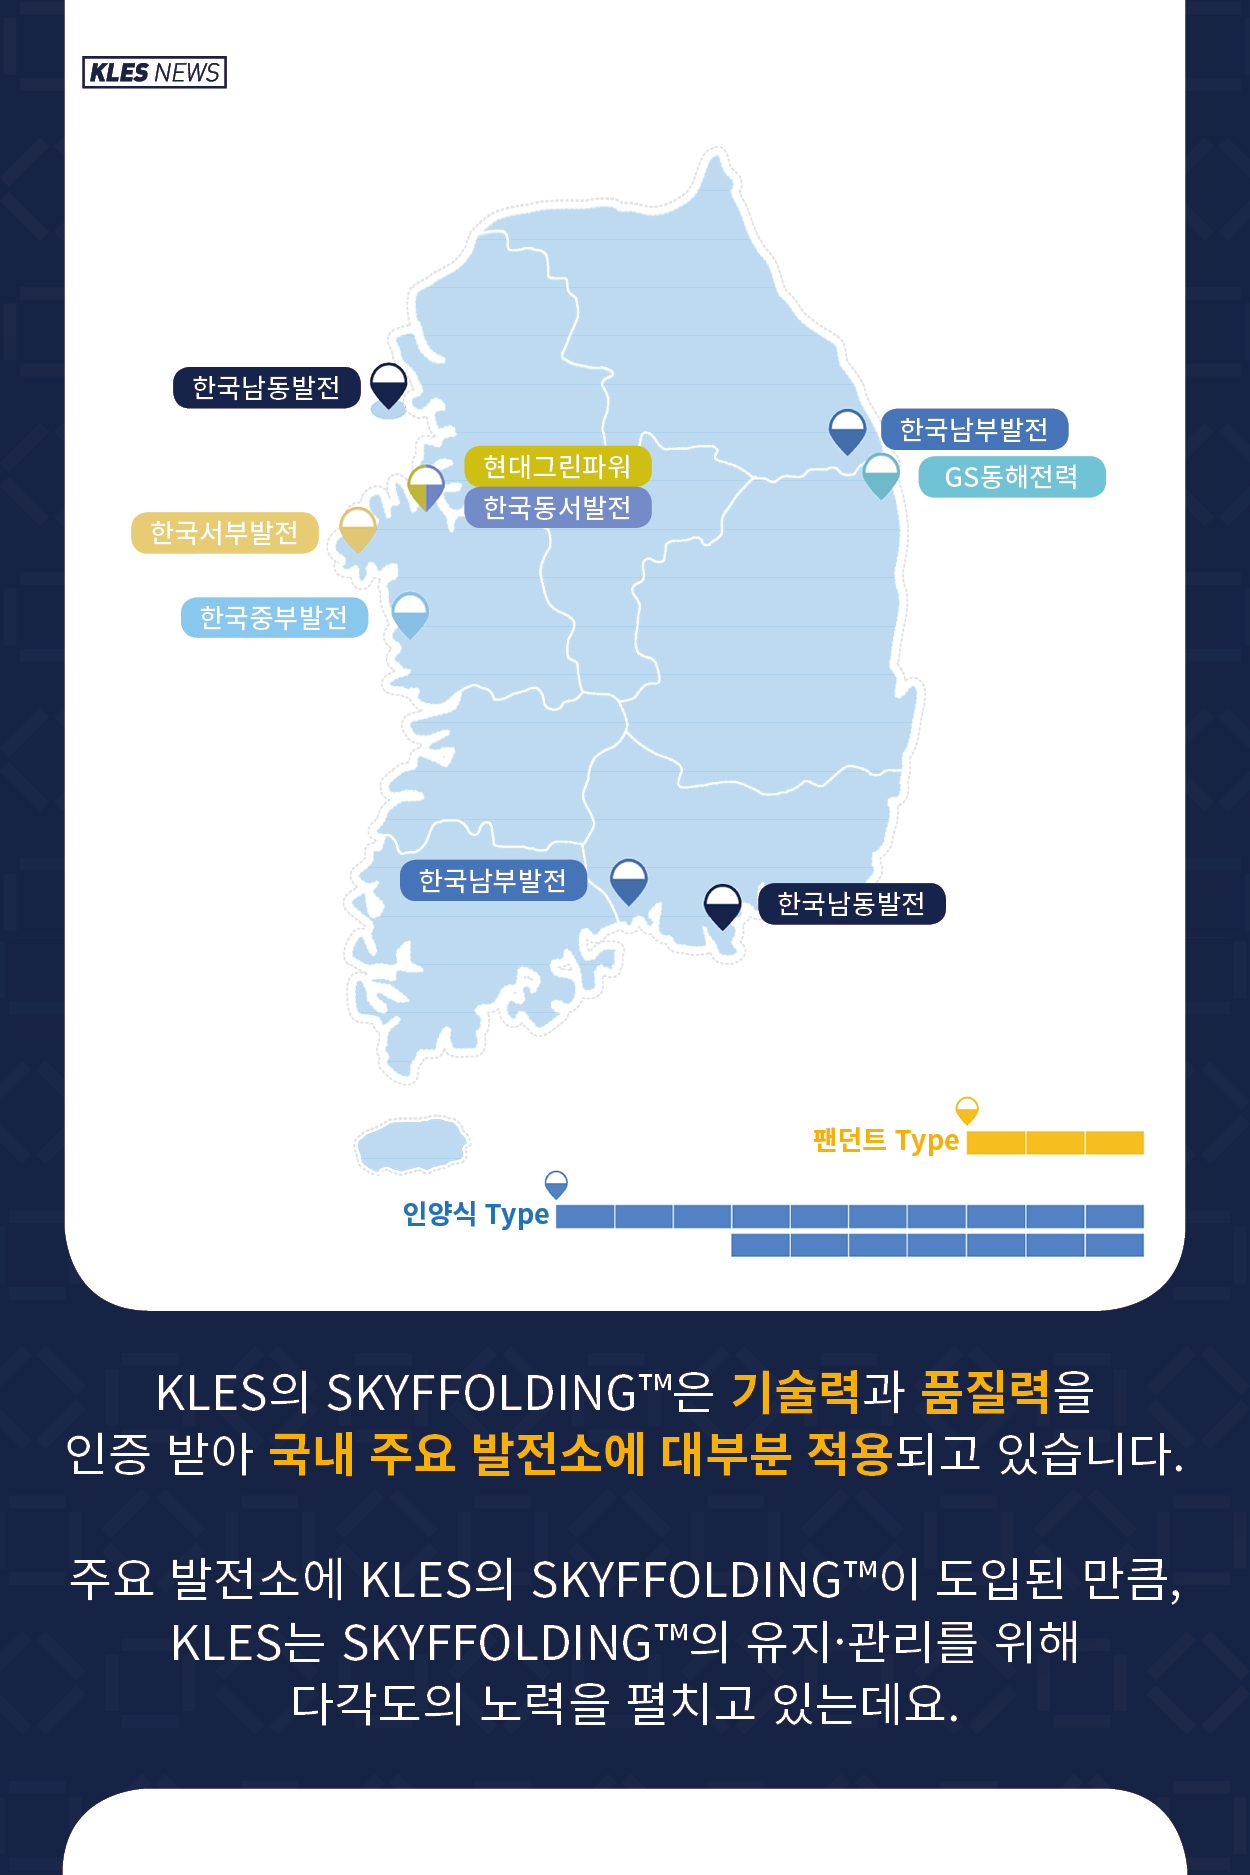 KLES NEWS
한국남동발전
한국남부발전
현대그린파워
GS동해전력
한국동서발전
한국서부발전
한국중부발전
한국남부발전
한국남동발전
팬던트 Type
인양식 Type
KLES의 SKYFFOLDING™은 기술력과 품질력을
인증 받아 국내 주요 발전소에 대부분 적용되고 있습니다.
주요 발전소에 KLES의 SKYFFOLDING™이 도입된 만큼,
KLES는 SKYFFOLDING™의 유지·관리를 위해
다각도의 노력을 펼치고 있는데요.